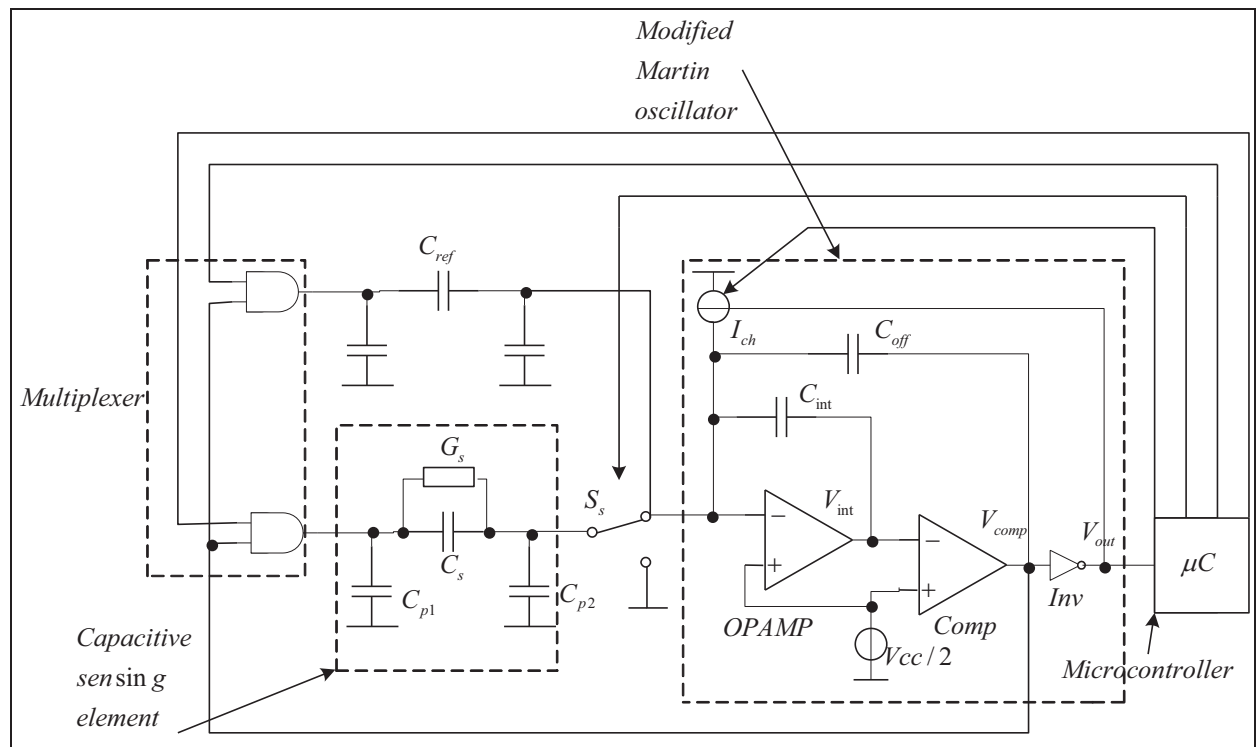 Modified
Martin
oscillator
C_ref
I_ch
C_off
Multiplexer
C_int
G_s
S_s
V_int
V_comp
V_out
C_s
μC
C_p1
C_p2
−
+
−
+
OPAMP
Comp
Inv
Vcc / 2
Capacitive
sen sin g
element
Microcontroller